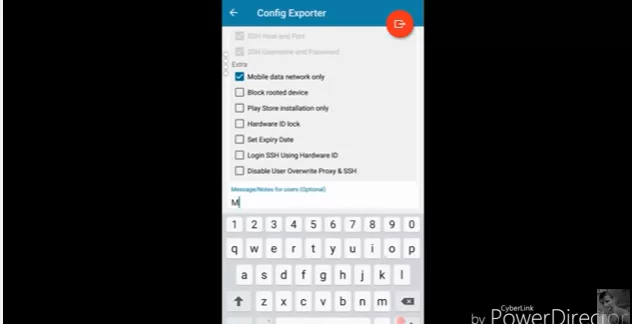 Config Exporter
SSH Host and Port
SSH Username and Password
Extra
Mobile data network only
Block rooted device
Play Store installation only
Hardware ID lock
Set Expiry Date
Login SSH Using Hardware ID
Disable User Overwrite Proxy & SSH
Message/Notes for users (Optional)
M
1 2 3 4 5 6 7 8 9 0
q w e r t y u i o p
a s d f g h j k l
z x c v b n m
CyberLink
by PowerDirector